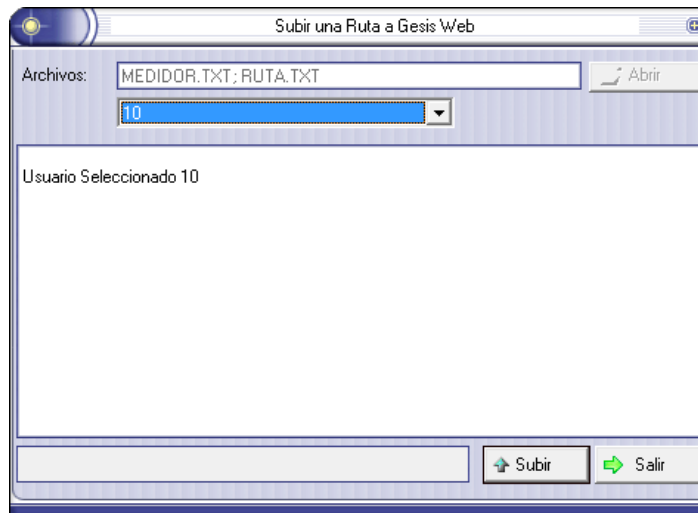 Subir una Ruta a Gesis Web
Archivos: MEDIDOR.TXT; RUTA.TXT Abrir
10
Usuario Seleccionado 10
Subir Salir